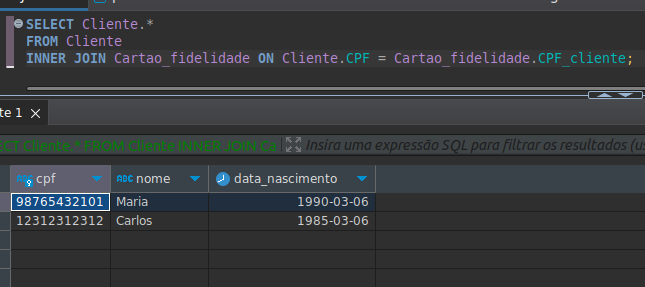 SELECT Cliente.*
FROM Cliente
INNER JOIN Cartao_fidelidade ON Cliente.CPF = Cartao_fidelidade.CPF_cliente;
te 1
ECT Cliente.* FROM Cliente INNER JOIN Ca
Insira uma expressão SQL para filtrar os resultados (us
cpf nome data_nascimento
98765432101 Maria 1990-03-06
12312312312 Carlos 1985-03-06